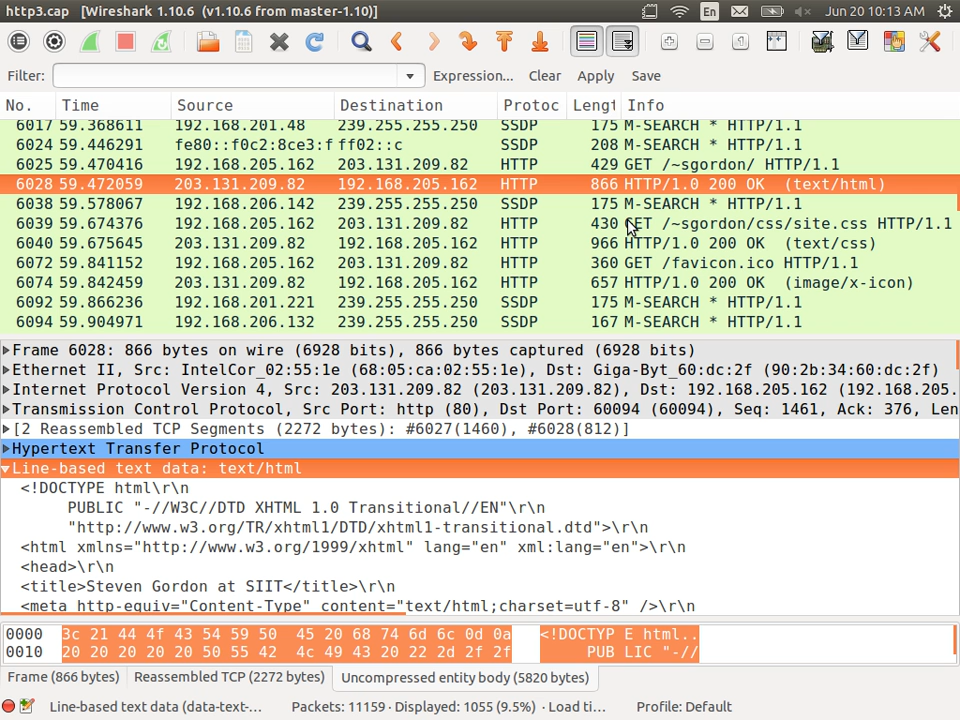 http3.cap   [Wireshark 1.10.6  (v1.10.6 from master-1.10)]
En
Jun 20 10:13 AM
Filter:
Expression... Clear Apply Save
No. Time Source Destination Protoc Lengt Info
6017 59.368611 192.168.201.48 239.255.255.250 SSDP 175 M-SEARCH * HTTP/1.1
6024 59.446291 fe80::f0c2:8ce3:f ff02::c SSDP 208 M-SEARCH * HTTP/1.1
6025 59.470416 192.168.205.162 203.131.209.82 HTTP 429 GET /~sgordon/ HTTP/1.1
6028 59.472059 203.131.209.82 192.168.205.162 HTTP 866 HTTP/1.0 200 OK  (text/html)
6038 59.578067 192.168.206.142 239.255.255.250 SSDP 175 M-SEARCH * HTTP/1.1
6039 59.674376 192.168.205.162 203.131.209.82 HTTP 430 GET /~sgordon/css/site.css HTTP/1.1
6040 59.675645 203.131.209.82 192.168.205.162 HTTP 966 HTTP/1.0 200 OK  (text/css)
6072 59.841152 192.168.205.162 203.131.209.82 HTTP 360 GET /favicon.ico HTTP/1.1
6074 59.842459 203.131.209.82 192.168.205.162 HTTP 657 HTTP/1.0 200 OK  (image/x-icon)
6092 59.866236 192.168.201.221 239.255.255.250 SSDP 175 M-SEARCH * HTTP/1.1
6094 59.904971 192.168.206.132 239.255.255.250 SSDP 167 M-SEARCH * HTTP/1.1
Frame 6028: 866 bytes on wire (6928 bits), 866 bytes captured (6928 bits)
Ethernet II, Src: IntelCor_02:55:1e (68:05:ca:02:55:1e), Dst: Giga-Byt_60:dc:2f (90:2b:34:60:dc:2f)
Internet Protocol Version 4, Src: 203.131.209.82 (203.131.209.82), Dst: 192.168.205.162 (192.168.205.
Transmission Control Protocol, Src Port: http (80), Dst Port: 60094 (60094), Seq: 1461, Ack: 376, Len
[2 Reassembled TCP Segments (2272 bytes): #6027(1460), #6028(812)]
Hypertext Transfer Protocol
Line-based text data: text/html
<!DOCTYPE html\r\n
PUBLIC "-//W3C//DTD XHTML 1.0 Transitional//EN"\r\n
"http://www.w3.org/TR/xhtml1/DTD/xhtml1-transitional.dtd">\r\n
<html xmlns="http://www.w3.org/1999/xhtml" lang="en" xml:lang="en">\r\n
<head>\r\n
<title>Steven Gordon at SIIT</title>\r\n
<meta http-equiv="Content-Type" content="text/html;charset=utf-8" />\r\n
0000 3c 21 44 4f 43 54 59 50  45 20 68 74 6d 6c 0d 0a <!DOCTYP E html..
0010 20 20 20 20 20 50 55 42  4c 49 43 20 22 2d 2f 2f      PUB LIC "-//
Frame (866 bytes) Reassembled TCP (2272 bytes) Uncompressed entity body (5820 bytes)
Line-based text data (data-text-... Packets: 11159 · Displayed: 1055 (9.5%) · Load ti... Profile: Default